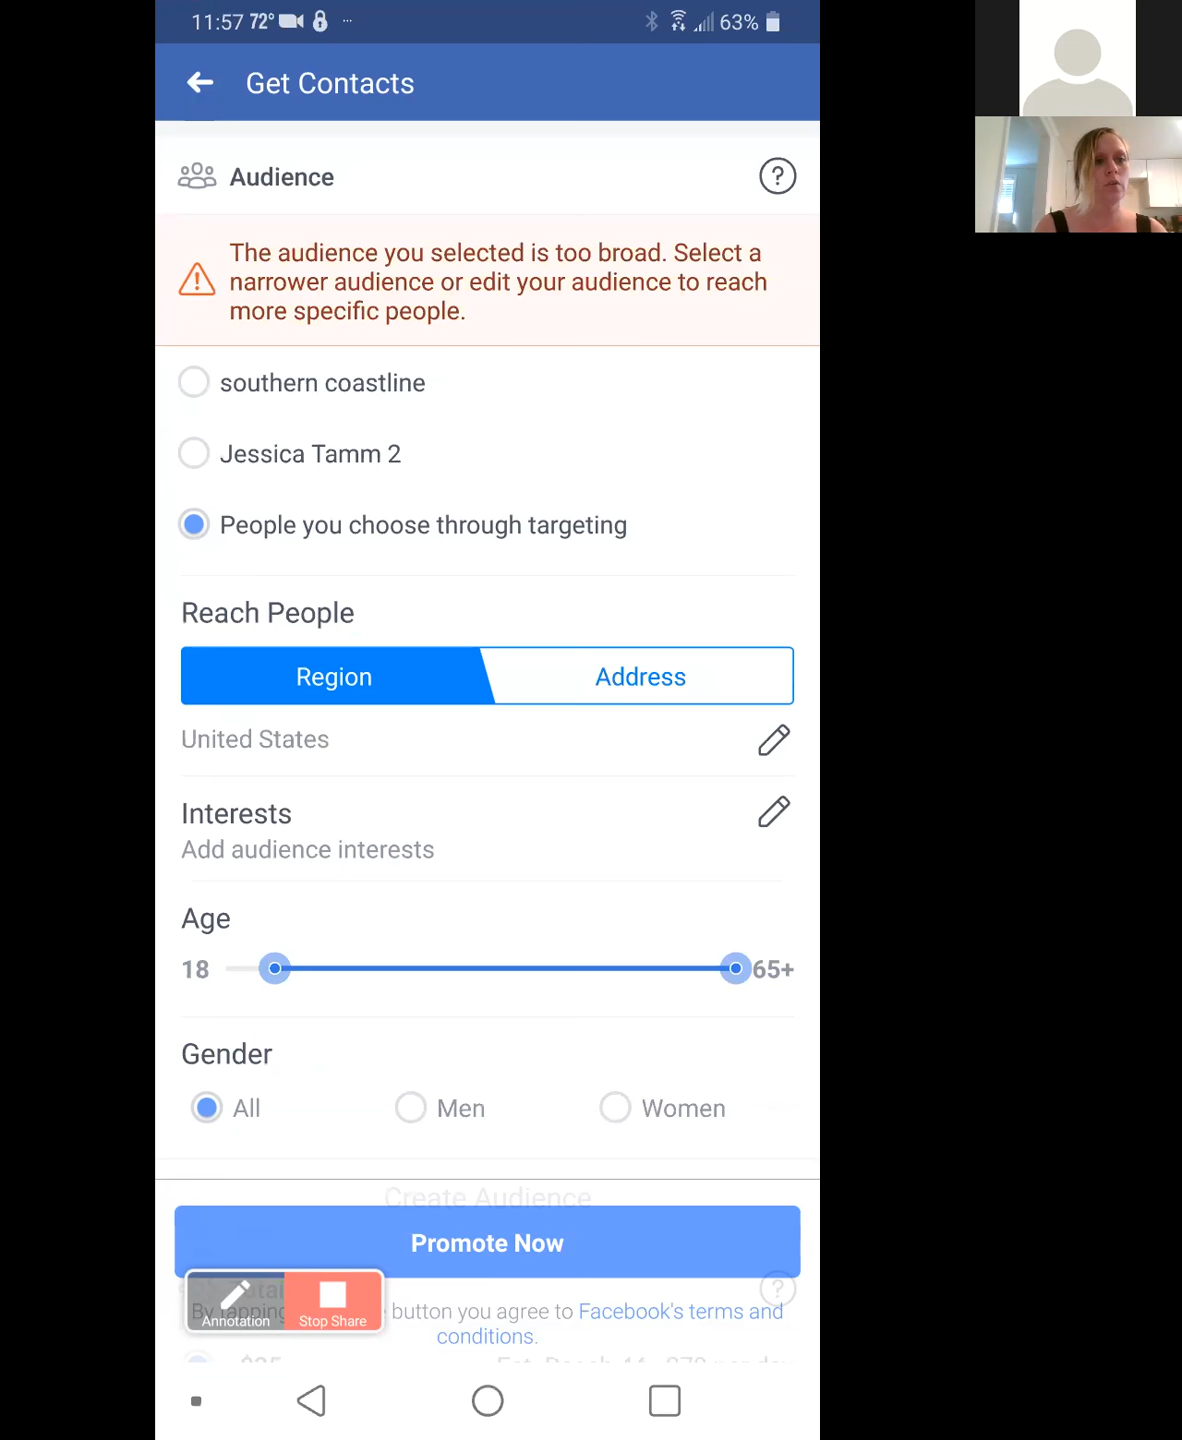 11:57 72° ...
63%
Get Contacts
Audience
?
The audience you selected is too broad. Select a
narrower audience or edit your audience to reach
more specific people.
southern coastline
Jessica Tamm 2
People you choose through targeting
Reach People
Region
Address
United States
Interests
Add audience interests
Age
18
65+
Gender
All
Men
Women
Create Audience
Promote Now
?
Annotation
Stop Share
button you agree to Facebook's terms and
conditions.